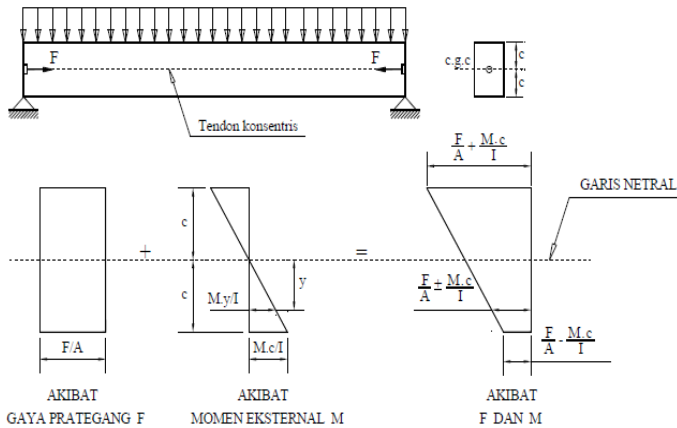 F
F
c.g.c
c
c
Tendon konsentris
F/A + M.c/I
GARIS NETRAL
c
c
+
=
y
M.y/I
F/A ± M.c/I
F/A
M.c/I
F/A - M.c/I
AKIBAT
GAYA PRATEGANG F
AKIBAT
MOMEN EKSTERNAL M
AKIBAT
F DAN M